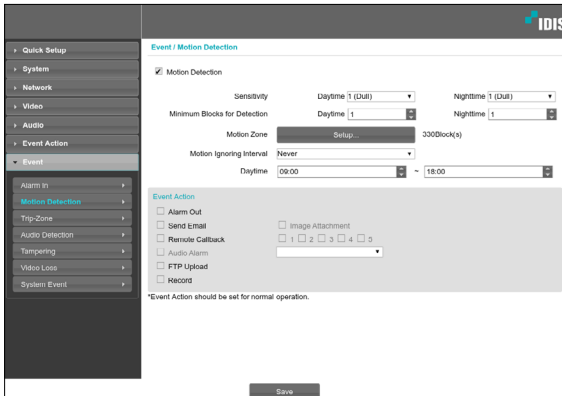 IDIS
Quick Setup
System
Network
Video
Audio
Event Action
Event
Alarm In
Motion Detection
Trip-Zone
Audio Detection
Tampering
Video Loss
System Event
Event / Motion Detection
Motion Detection
Sensitivity Daytime 1 (Dull) Nighttime 1 (Dull)
Minimum Blocks for Detection Daytime 1 Nighttime 1
Motion Zone Setup... 330Block(s)
Motion Ignoring Interval Never
Daytime 09:00 ~ 18:00
Event Action
Alarm Out
Send Email Image Attachment
Remote Callback 1 2 3 4 5
Audio Alarm
FTP Upload
Record
*Event Action should be set for normal operation.
Save